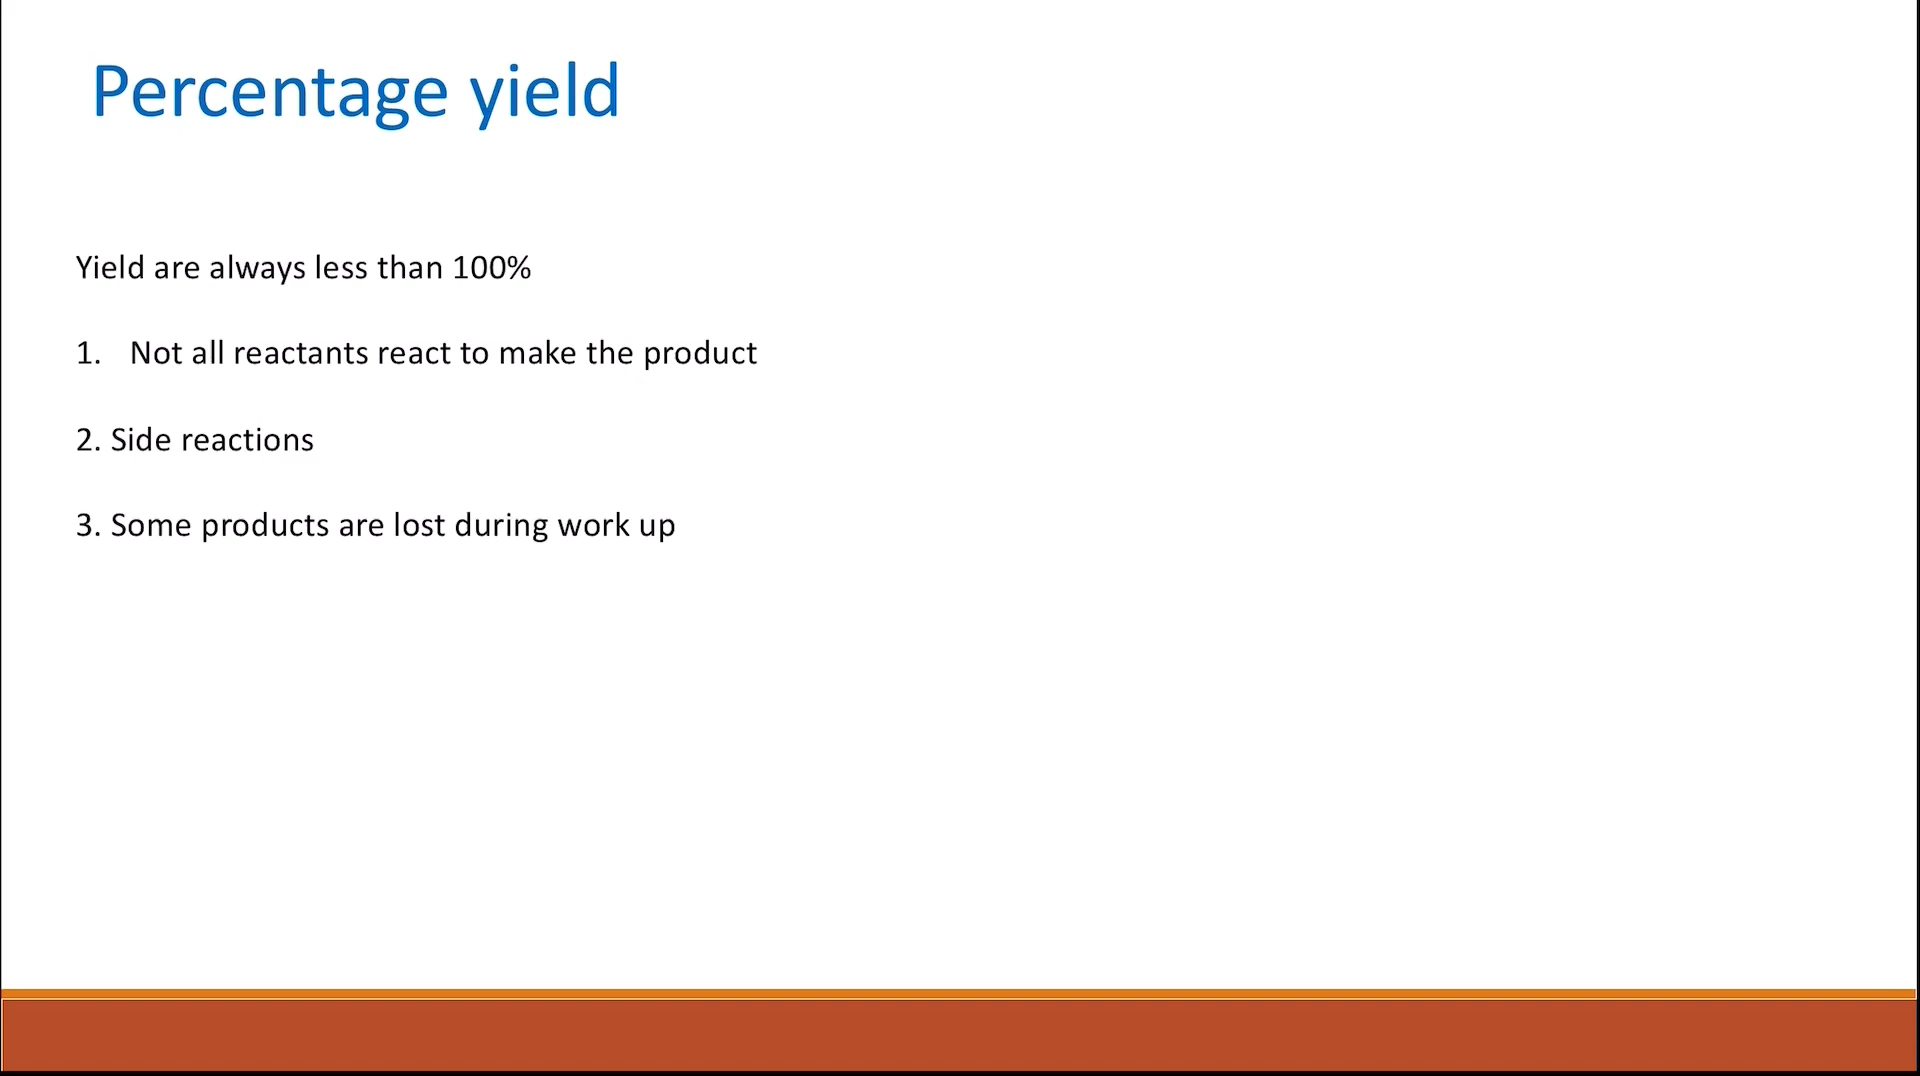 Percentage yield
Yield are always less than 100%
1. Not all reactants react to make the product
2. Side reactions
3. Some products are lost during work up